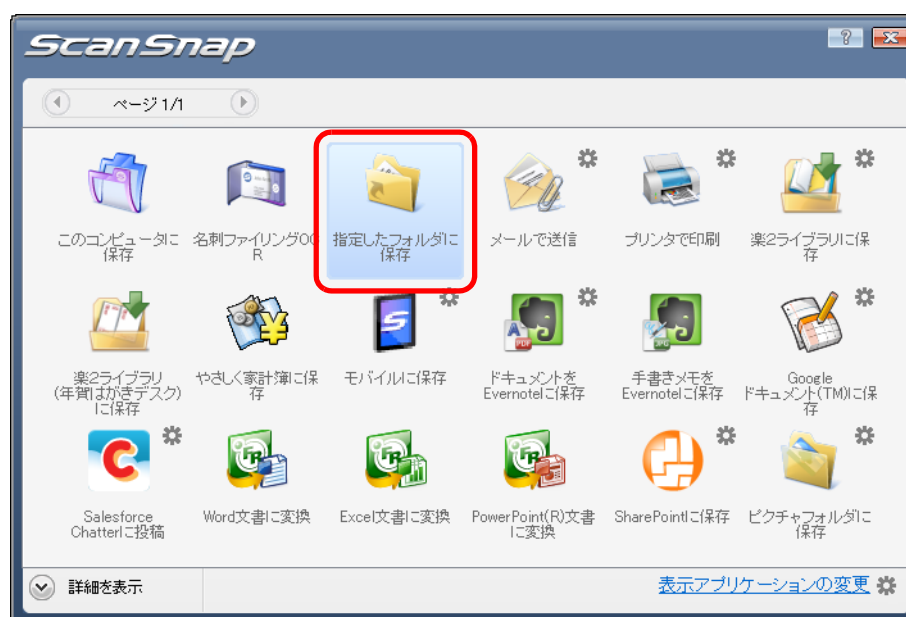 ScanSnap
ページ 1/1
このコンピュータに
保存
名刺ファイリングOC
R
指定したフォルダに
保存
メールで送信
プリンタで印刷
楽2ライブラリに保
存
楽2ライブラリ
(年賀はがきデスク)
に保存
やさしく家計簿に保
存
モバイルに保存
ドキュメントを
Evernoteに保存
手書きメモを
Evernoteに保存
Google
ドキュメント(TM)に保
存
Salesforce
Chatterに投稿
Word文書に変換
Excel文書に変換
PowerPoint(R)文書
に変換
SharePointに保存
ピクチャフォルダに
保存
詳細を表示
表示アプリケーションの変更